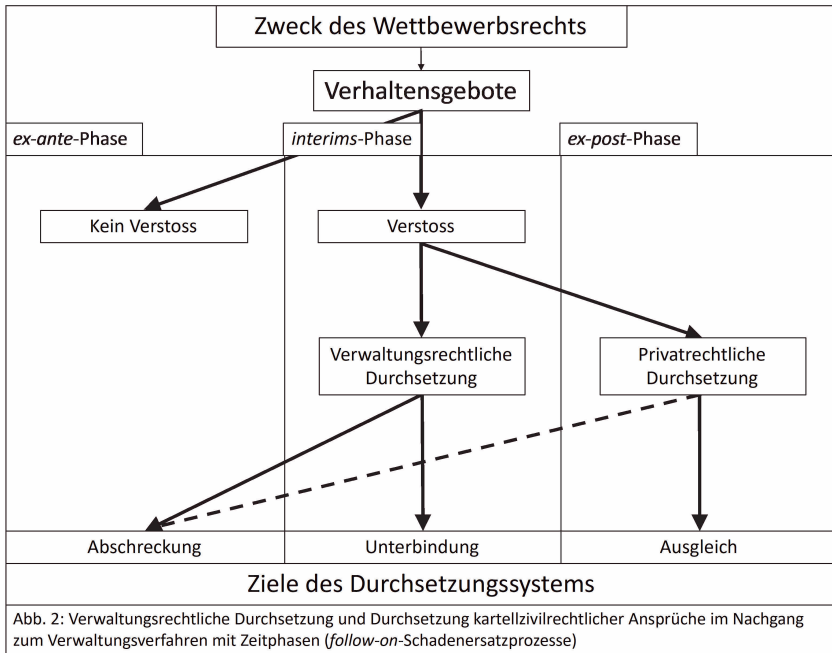 Zweck des Wettbewerbsrechts
Verhaltensgebote
ex-ante-Phase
interims-Phase
ex-post-Phase
Kein Verstoss
Verstoss
Verwaltungsrechtliche
Durchsetzung
Privatrechtliche
Durchsetzung
Abschreckung
Unterbindung
Ausgleich
Ziele des Durchsetzungssystems
Abb. 2: Verwaltungsrechtliche Durchsetzung und Durchsetzung kartellzivilrechtlicher Ansprüche im Nachgang
zum Verwaltungsverfahren mit Zeitphasen (follow-on-Schadenersatzprozesse)